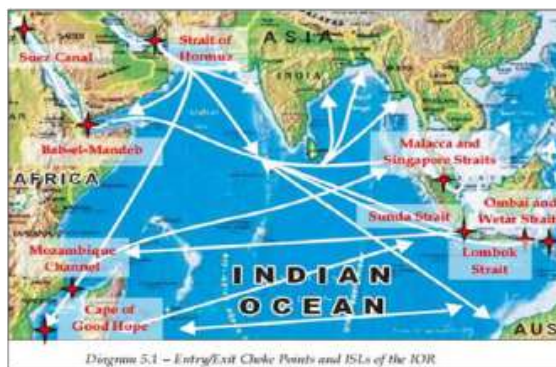 Strait of
Hormuz
Suez Canal
ASIA
INDIA
Bab-el-Mandeb
Malacca and
Singapore Straits
AFRICA
Ombai and
Wetar Strait
Sunda Strait
Mozambique
Channel
Lombok
Strait
INDIAN
OCEAN
Cape of
Good Hope
AUS
Diagram 5.1 – Entry/Exit Choke Points and ISLs of the IOR